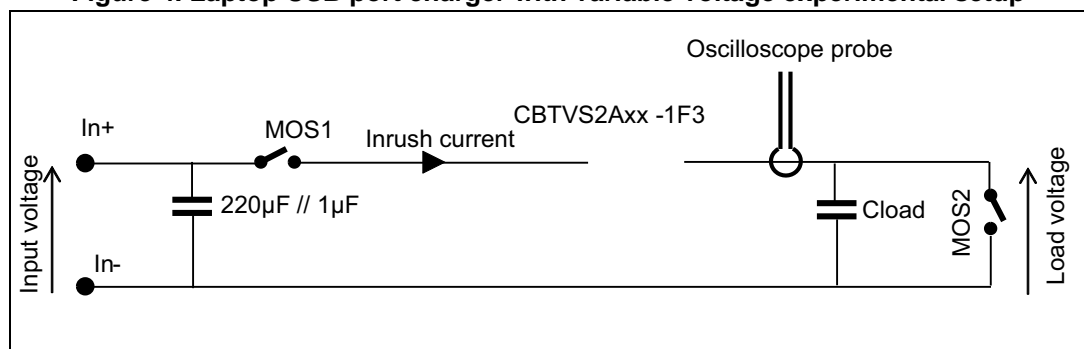 Figure 4. Laptop USB port charger with variable voltage experimental setup
Oscilloscope probe
CBTVS2Axx -1F3
In+
MOS1
Inrush current
Input voltage
220µF // 1µF
Cload
MOS2
Load voltage
In-